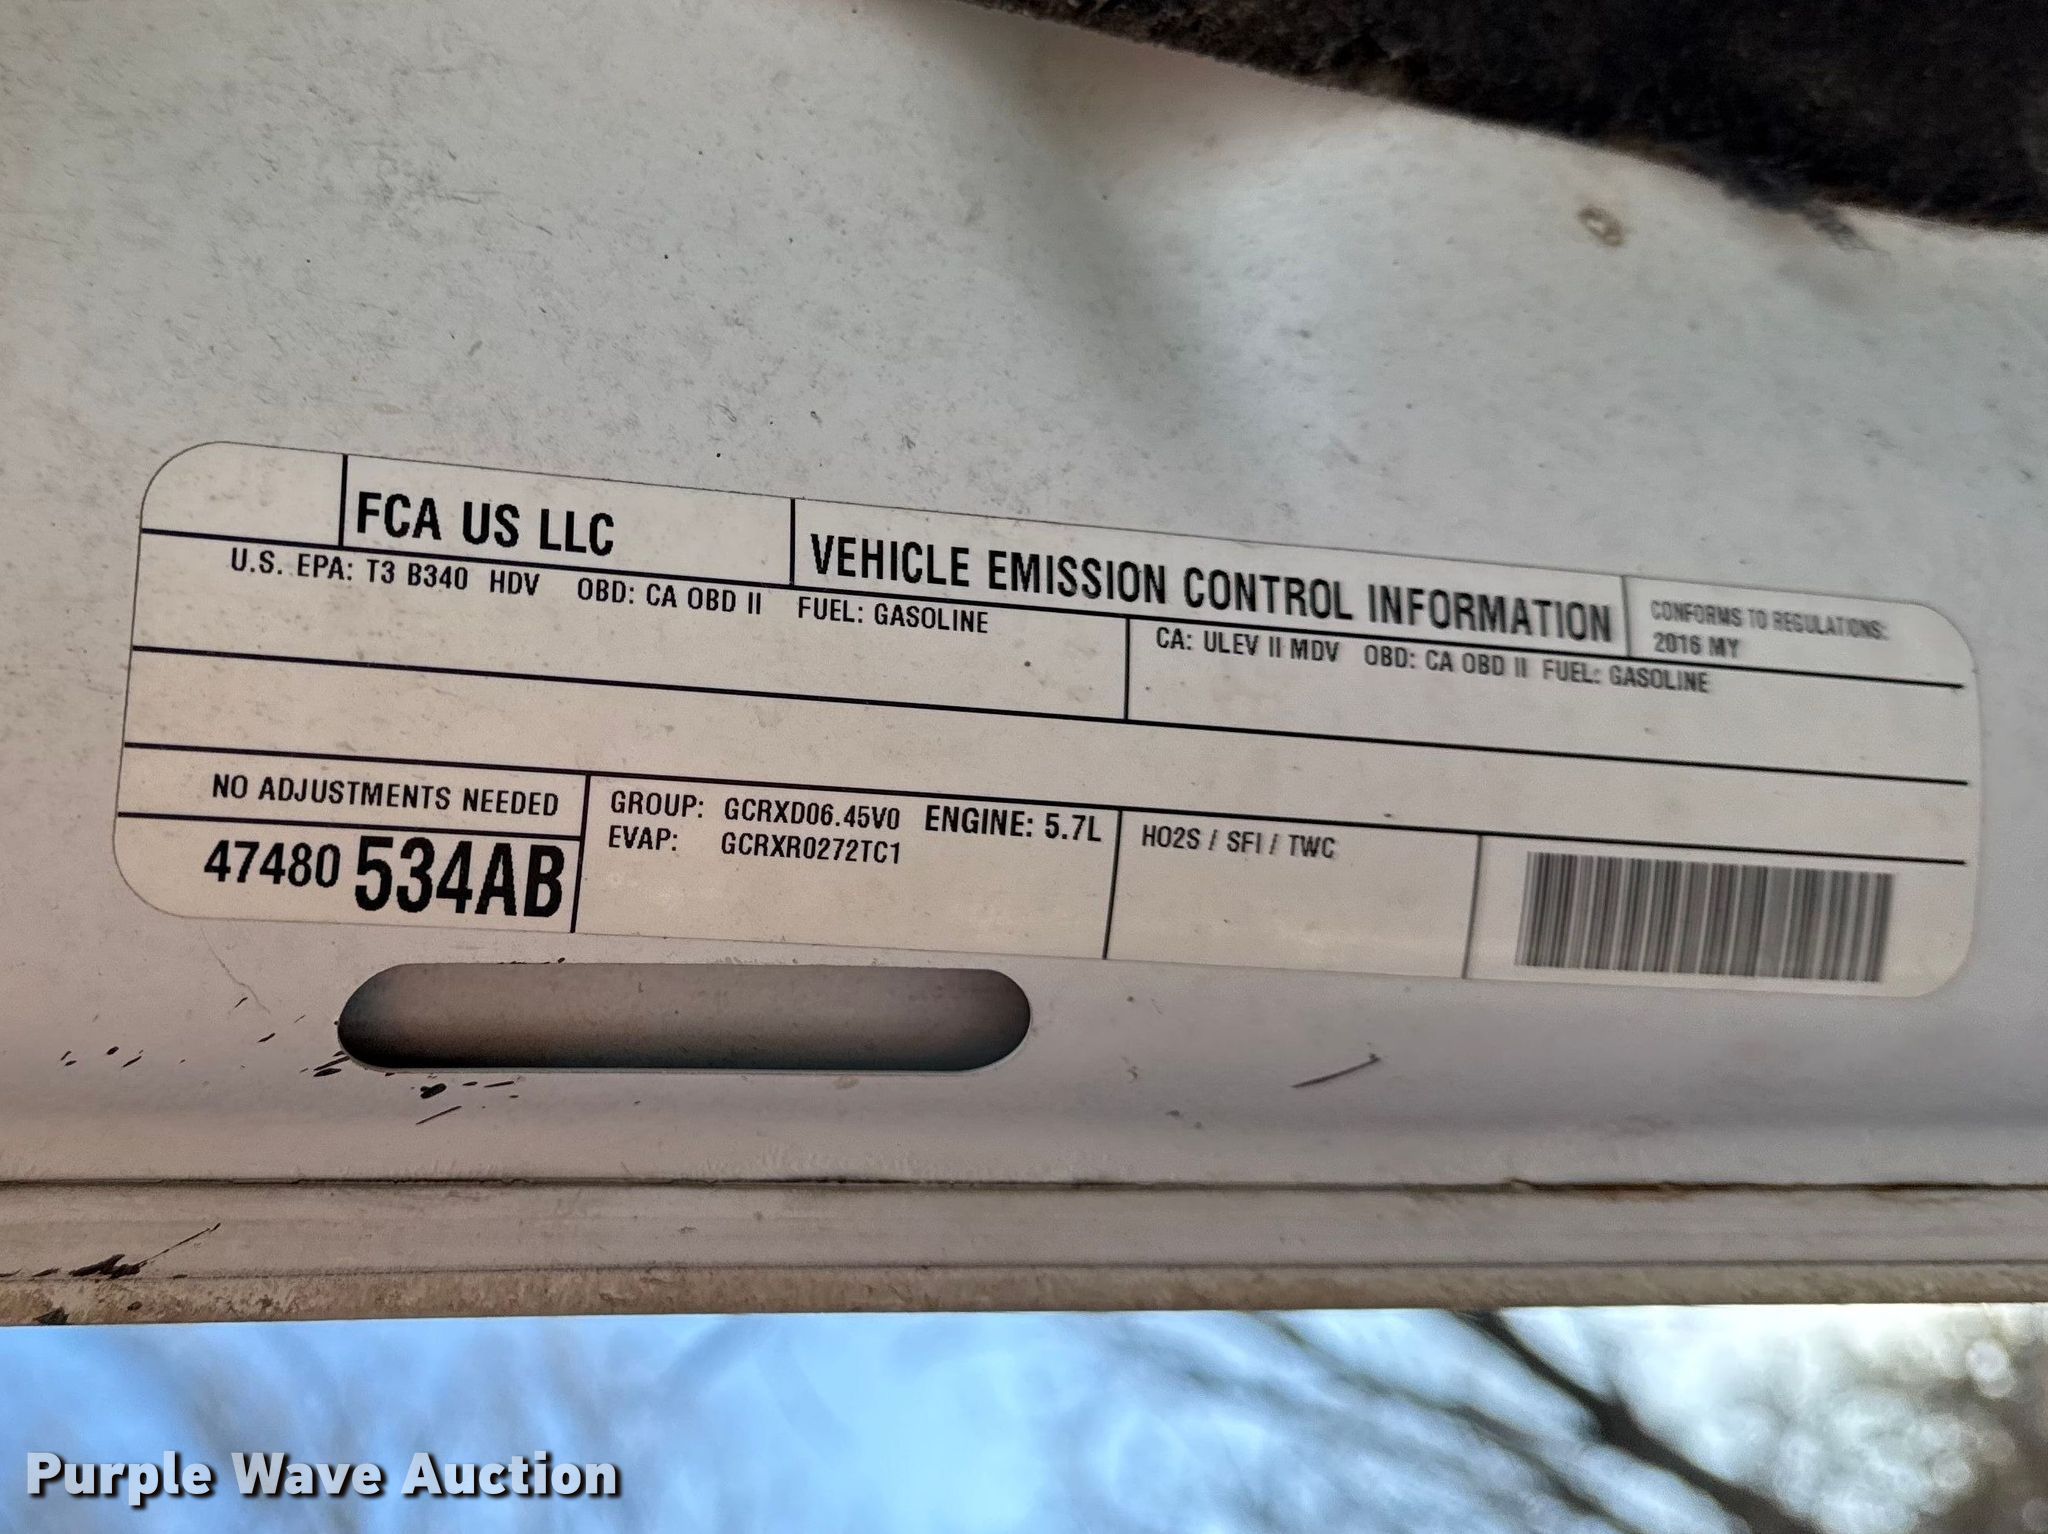 FCA US LLC
VEHICLE EMISSION CONTROL INFORMATION
CONFORMS TO REGULATIONS:
2016 MY
U.S. EPA: T3 B340 HDV OBD: CA OBD II FUEL: GASOLINE
CA: ULEV II MDV OBD: CA OBD II FUEL: GASOLINE
NO ADJUSTMENTS NEEDED
47480 534AB
GROUP: GCRXD06.45V0 ENGINE: 5.7L
EVAP: GCRXR0272TC1
HO2S / SFI / TWC
Purple Wave Auction